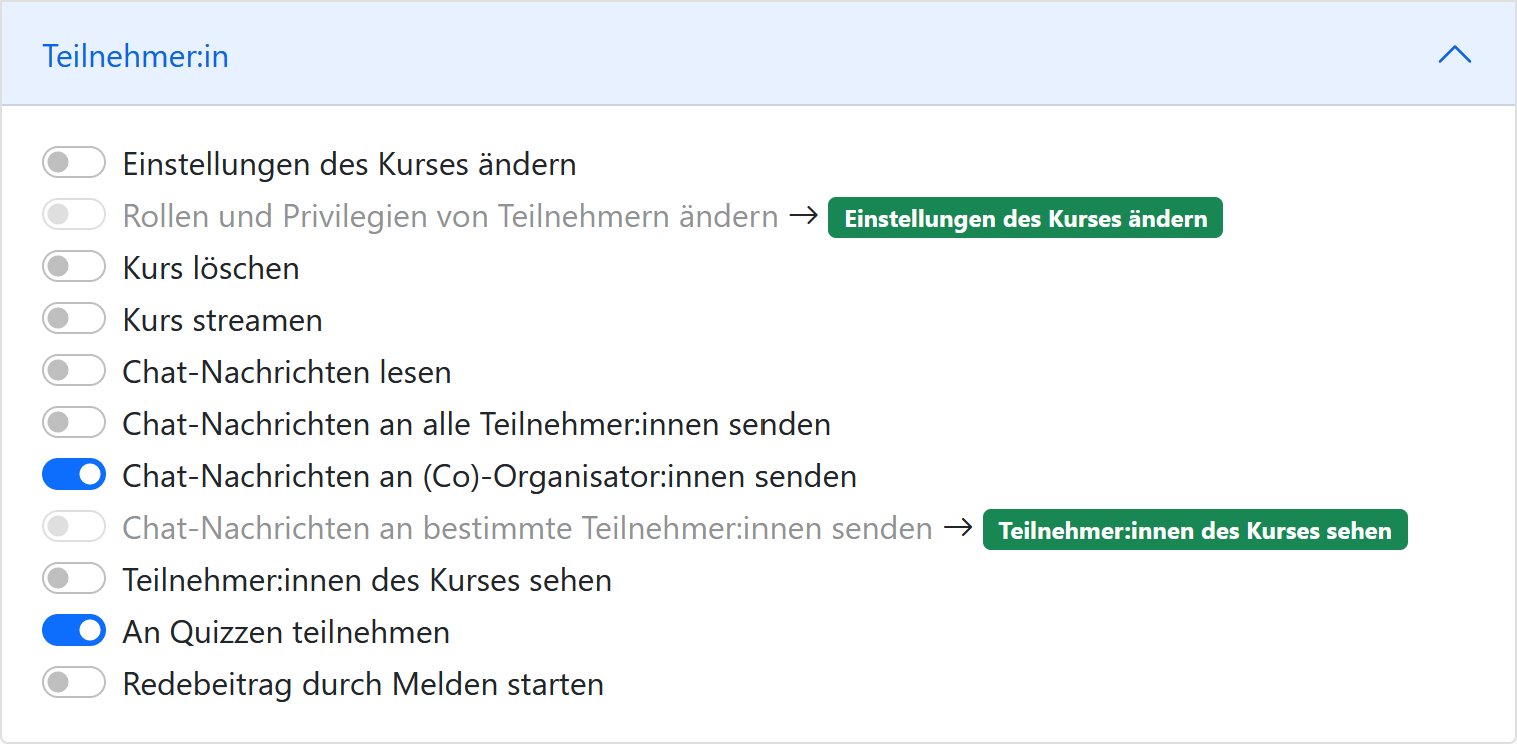 Teilnehmer:in
Einstellungen des Kurses ändern
Rollen und Privilegien von Teilnehmern ändern → Einstellungen des Kurses ändern
Kurs löschen
Kurs streamen
Chat-Nachrichten lesen
Chat-Nachrichten an alle Teilnehmer:innen senden
Chat-Nachrichten an (Co)-Organisator:innen senden
Chat-Nachrichten an bestimmte Teilnehmer:innen senden → Teilnehmer:innen des Kurses sehen
Teilnehmer:innen des Kurses sehen
An Quizzen teilnehmen
Redebeitrag durch Melden starten